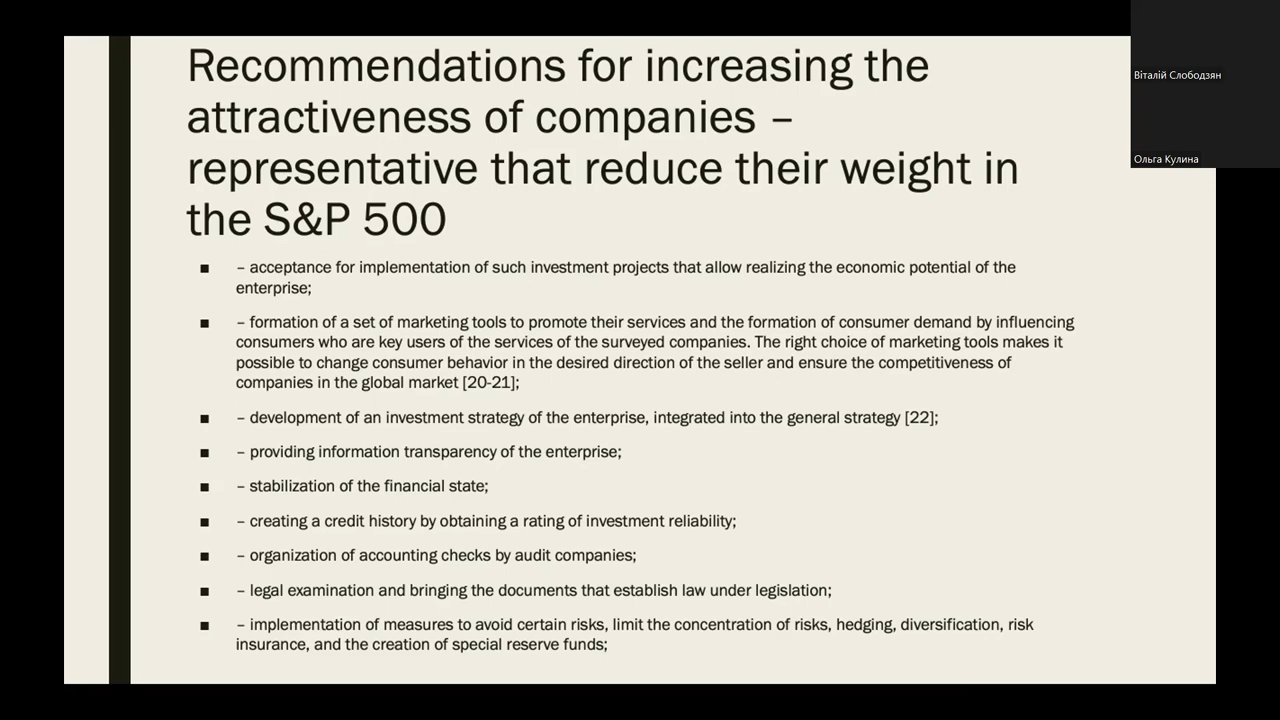 Recommendations for increasing the
attractiveness of companies –
representative that reduce their weight in
the S&P 500
■ – acceptance for implementation of such investment projects that allow realizing the economic potential of the
enterprise;
■ – formation of a set of marketing tools to promote their services and the formation of consumer demand by influencing
consumers who are key users of the services of the surveyed companies. The right choice of marketing tools makes it
possible to change consumer behavior in the desired direction of the seller and ensure the competitiveness of
companies in the global market [20-21];
■ – development of an investment strategy of the enterprise, integrated into the general strategy [22];
■ – providing information transparency of the enterprise;
■ – stabilization of the financial state;
■ – creating a credit history by obtaining a rating of investment reliability;
■ – organization of accounting checks by audit companies;
■ – legal examination and bringing the documents that establish law under legislation;
■ – implementation of measures to avoid certain risks, limit the concentration of risks, hedging, diversification, risk
insurance, and the creation of special reserve funds;
Віталій Слободзян
Ольга Кулина